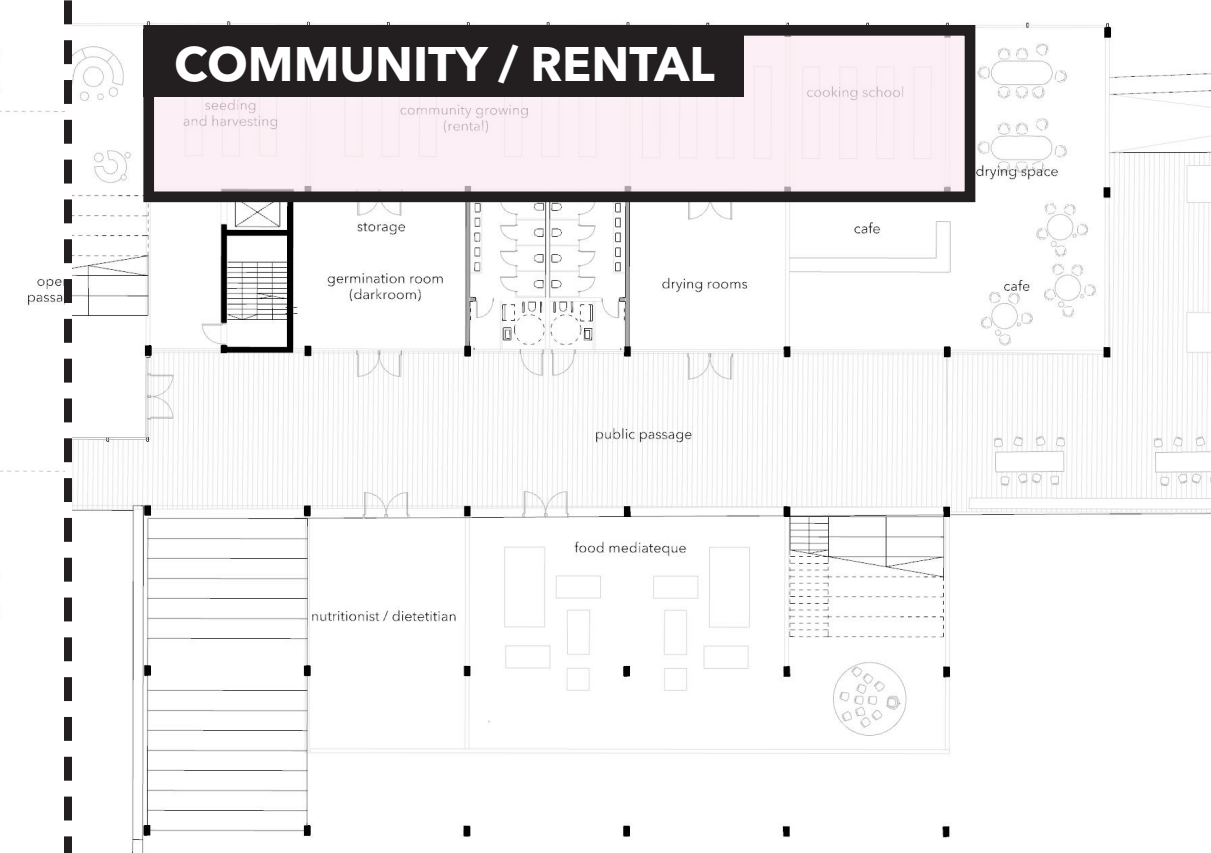 COMMUNITY / RENTAL
seeding
and harvesting
community growing
(rental)
cooking school
drying space
storage
cafe
germination room
(darkroom)
drying rooms
cafe
open
passa
public passage
food mediateque
nutritionist / dietetitian